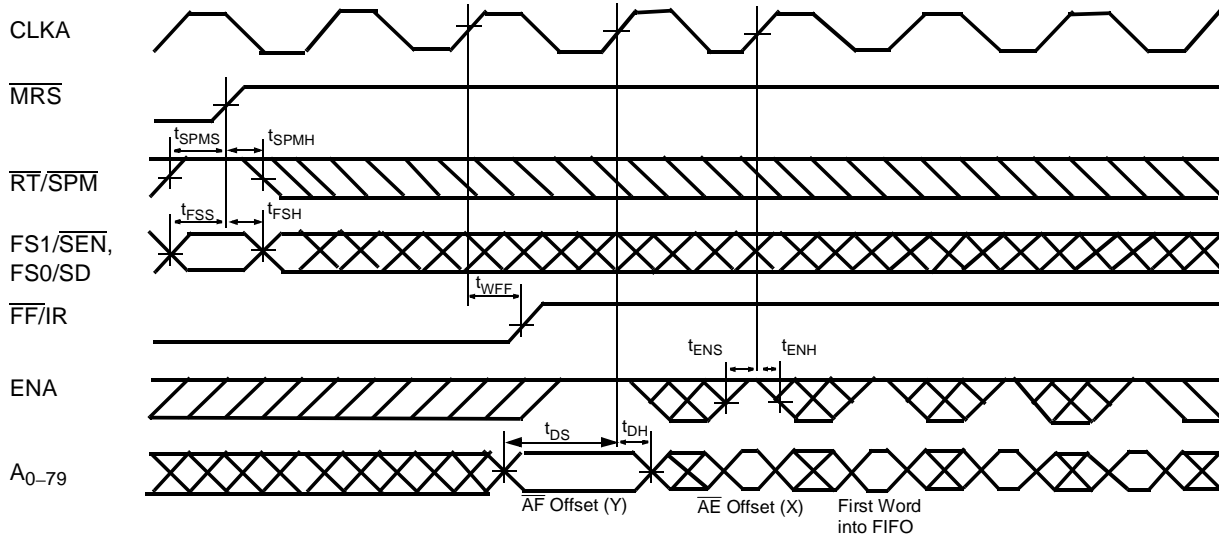 CLKA
MRS
tSPMS
tSPMH
RT/SPM
tFSS
tFSH
FS1/SEN,
FS0/SD
tWFF
FF/IR
tENS
tENH
ENA
tDS
tDH
A0–79
AF Offset (Y)
AE Offset (X)
First Word
into FIFO